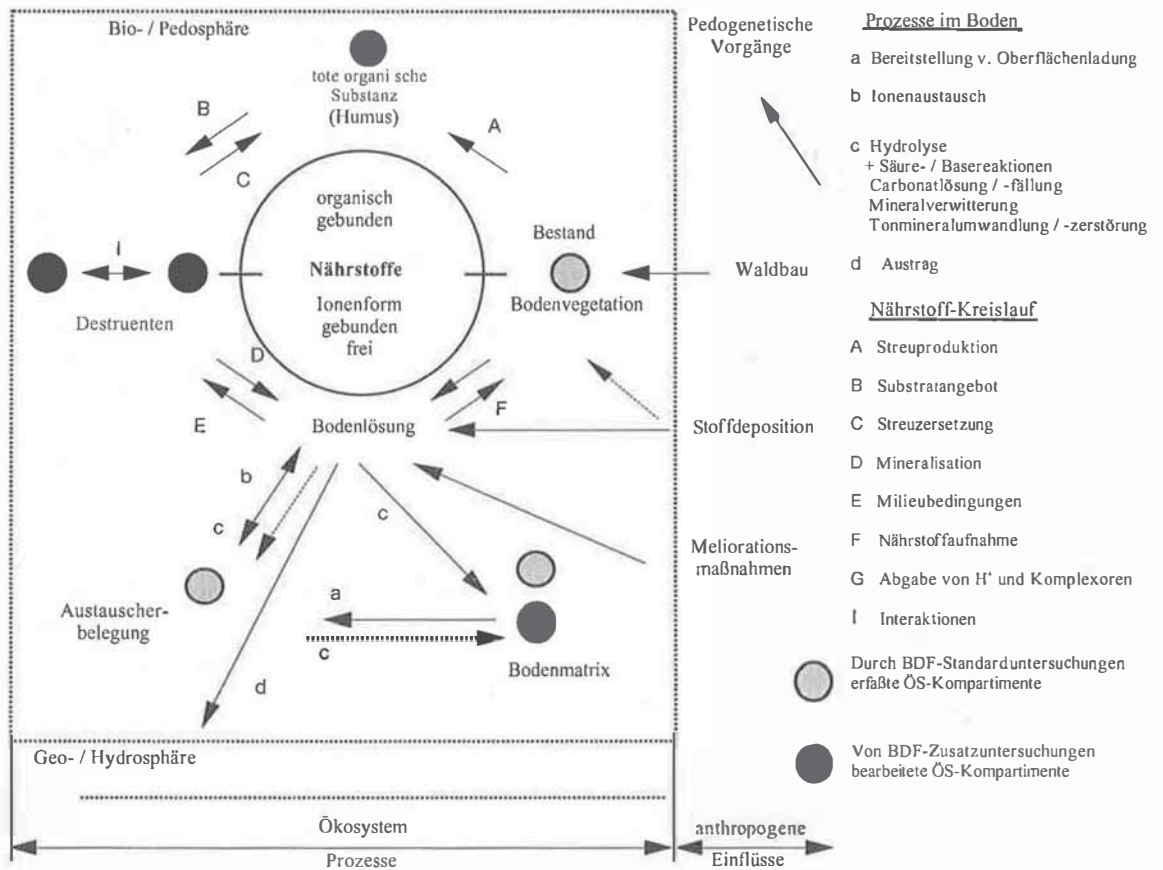 Bio- / Pedosphäre
tote organi sche
Substanz
(Humus)
B
C
A
organisch
gebunden
Nährstoffe
Ionenform
gebunden
frei
I
Destruenten
Bestand
Bodenvegetation
D
E
F
Bodenlösung
b
c
c
Austauscher-
belegung
a
c
Bodenmatrix
d
Geo- / Hydrosphäre
Ökosystem
Prozesse
anthropogene
Einflüsse
Pedogenetische
Vorgänge
Waldbau
Stoffdeposition
Meliorations-
maßnahmen
Prozesse im Boden
a Bereitstellung v. Oberflächenladung
b Ionenaustausch
c Hydrolyse
+ Säure- / Basereaktionen
Carbonatlösung / -fällung
Mineralverwitterung
Tonmineralumwandlung / -zerstörung
d Austrag
Nährstoff-Kreislauf
A Streuproduktion
B Substratangebot
C Streuzersetzung
D Mineralisation
E Milieubedingungen
F Nährstoffaufnahme
G Abgabe von H⁺ und Komplexoren
I Interaktionen
Durch BDF-Standarduntersuchungen
erfaßte ÖS-Kompartimente
Von BDF-Zusatzuntersuchungen
bearbeitete ÖS-Kompartimente